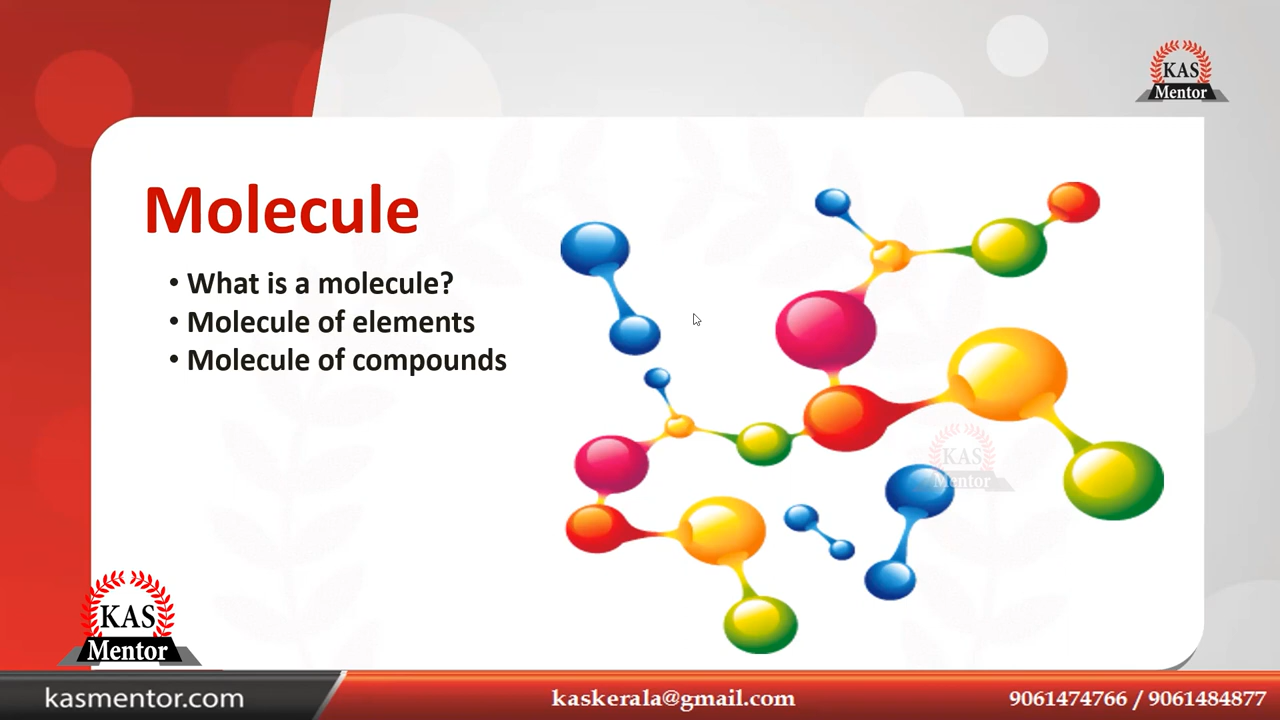 KAS
Mentor
Molecule
• What is a molecule?
• Molecule of elements
• Molecule of compounds
KAS
Mentor
KAS
Mentor
kasmentor.com
kaskerala@gmail.com
9061474766 / 9061484877